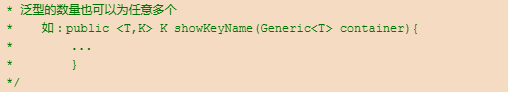 * 泛型的数量也可以为任意多个
*    如：public <T,K> K showKeyName(Generic<T> container){
*        ...
*        }
*/